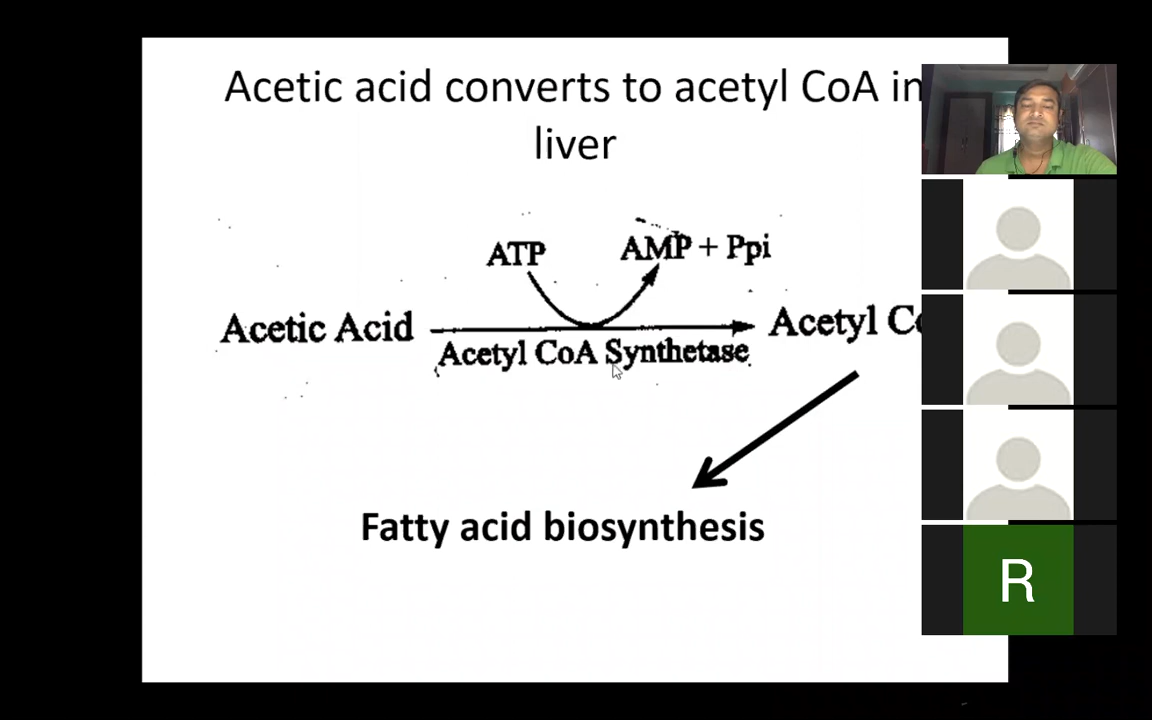 Acetic acid converts to acetyl CoA in
liver
ATP
AMP + Ppi
Acetic Acid
Acetyl
Acetyl CoA Synthetase
Fatty acid biosynthesis
R